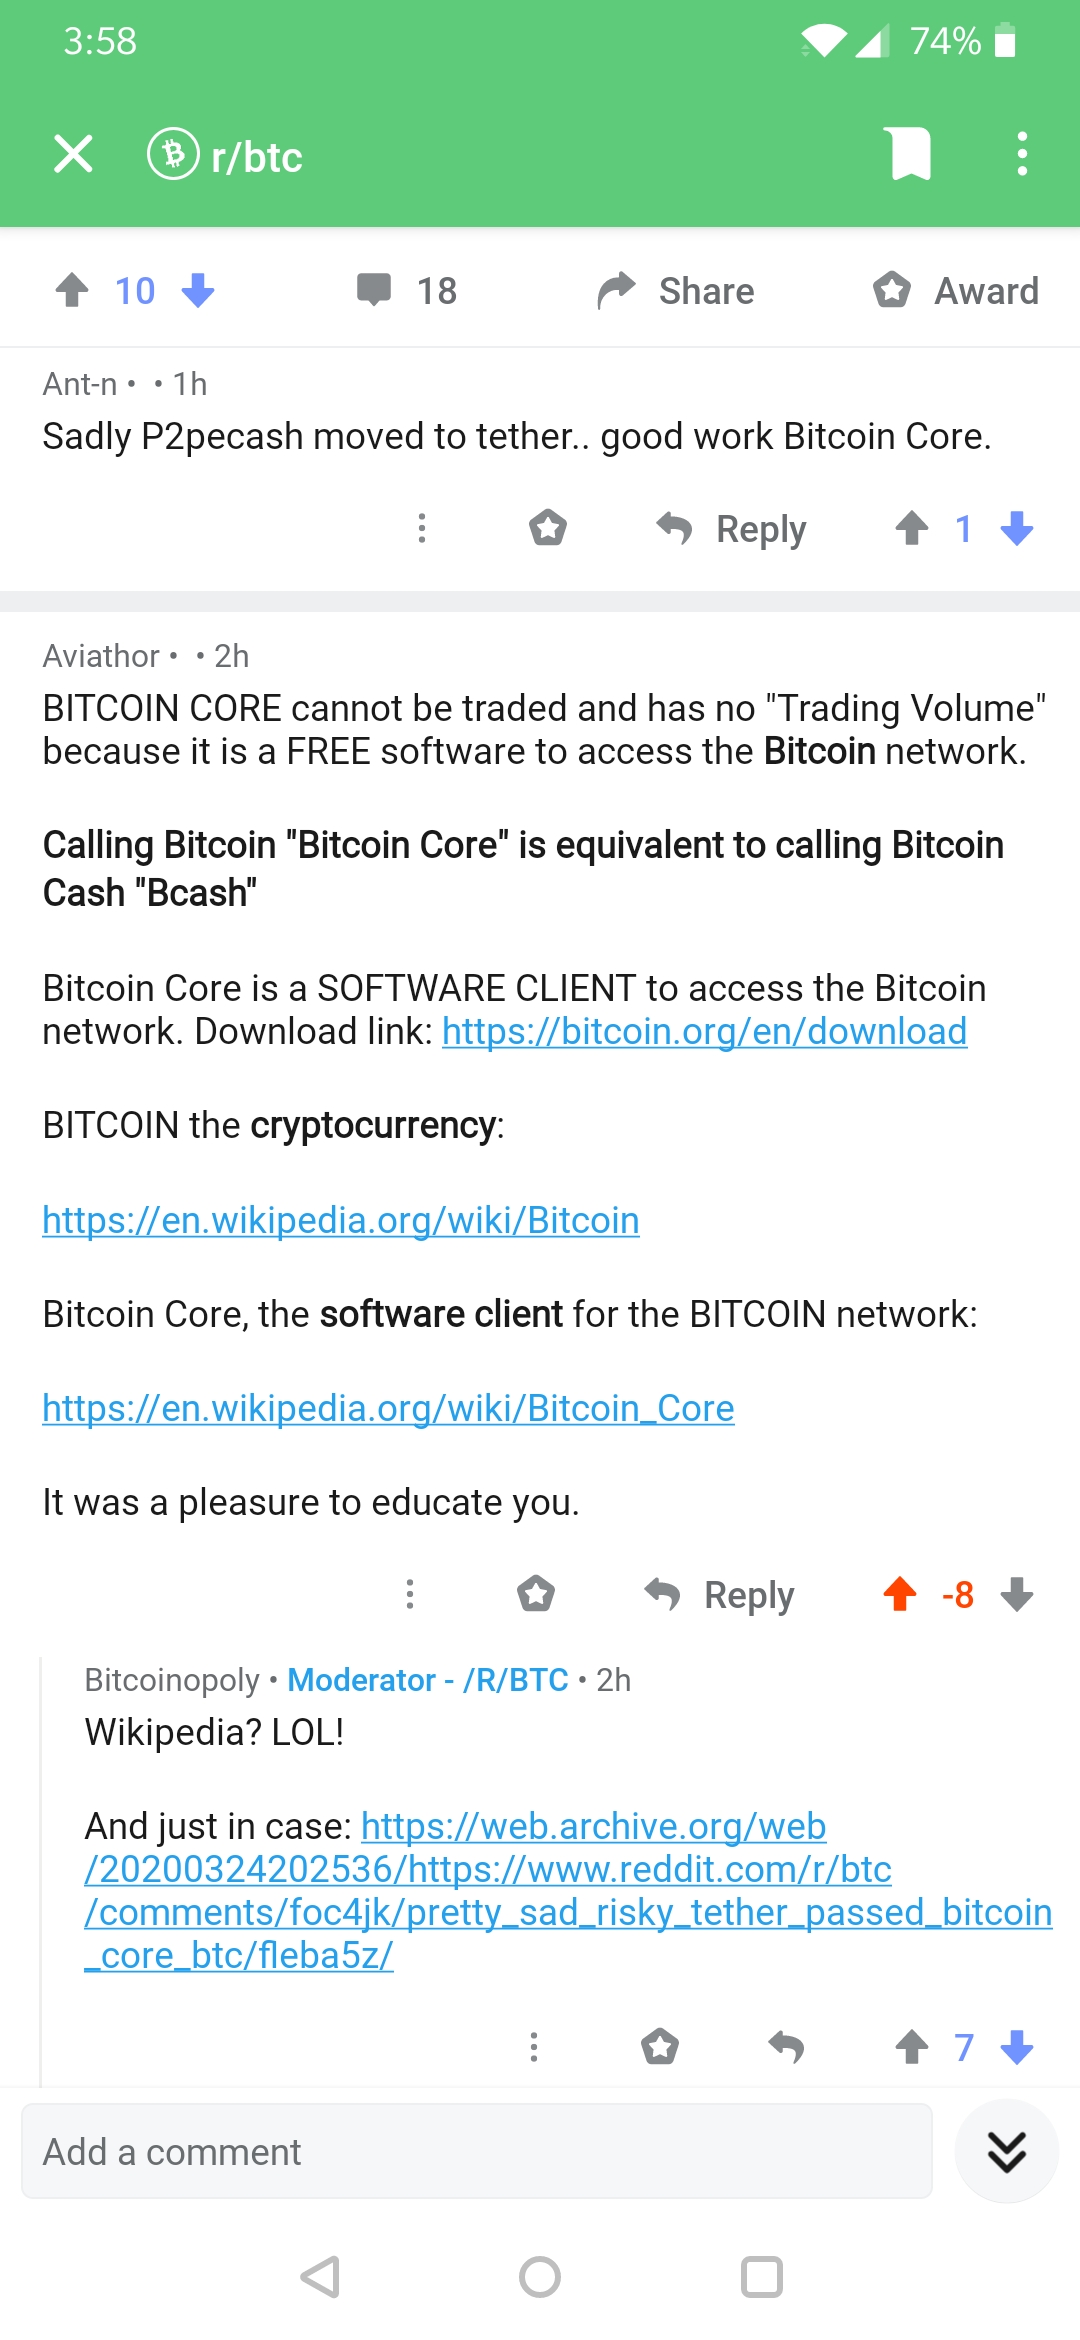 3:58
74%
r/btc
10
18
Share
Award
Ant-n • • 1h
Sadly P2pecash moved to tether.. good work Bitcoin Core.
Reply
1
Aviathor • • 2h
BITCOIN CORE cannot be traded and has no "Trading Volume"
because it is a FREE software to access the Bitcoin network.
Calling Bitcoin "Bitcoin Core" is equivalent to calling Bitcoin
Cash "Bcash"
Bitcoin Core is a SOFTWARE CLIENT to access the Bitcoin
network. Download link: https://bitcoin.org/en/download
BITCOIN the cryptocurrency:
https://en.wikipedia.org/wiki/Bitcoin
Bitcoin Core, the software client for the BITCOIN network:
https://en.wikipedia.org/wiki/Bitcoin_Core
It was a pleasure to educate you.
Reply
-8
Bitcoinopoly • Moderator - /R/BTC • 2h
Wikipedia? LOL!
And just in case: https://web.archive.org/web
/20200324202536/https://www.reddit.com/r/btc
/comments/foc4jk/pretty_sad_risky_tether_passed_bitcoin
_core_btc/fleba5z/
7
Add a comment